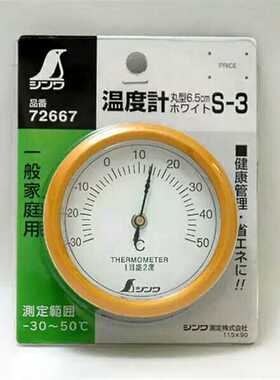 シンワ
品番
72667
温度計
丸型6.5cm
ホワイト
S-3
PRICE
一般家庭用
■健康管理・省エネに!!
-30
-20
-10
0
10
20
30
40
50
℃
THERMOMETER
1目盛2度
シンワ
測定範囲
-30~50℃
シンワ測定株式会社
115×90